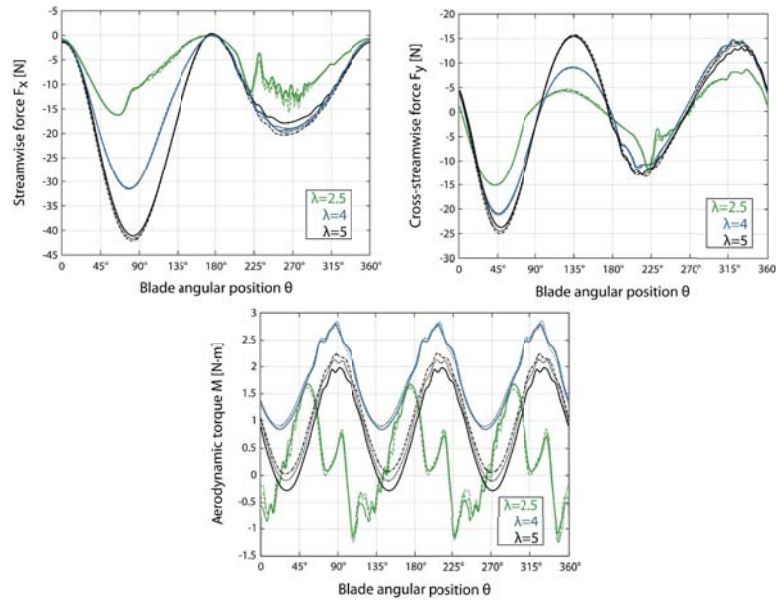 Streamwise force Fx [N]
5
0
-5
-10
-15
-20
-25
-30
-35
-40
-45
λ=2.5
λ=4
λ=5
0 45° 90° 135° 180° 225° 270° 315° 360°
Blade angular position θ
Cross-streamwise force Fy [N]
-20
-15
-10
-5
0
-5
-10
-15
-20
-25
-30
λ=2.5
λ=4
λ=5
0 45° 90° 135° 180° 225° 270° 315° 360°
Blade angular position θ
Aerodynamic torque M [N-m]
3
2.5
2
1.5
1
0.5
0
-0.5
-1
-1.5
λ=2.5
λ=4
λ=5
0 45° 90° 135° 180° 225° 270° 315° 360°
Blade angular position θ